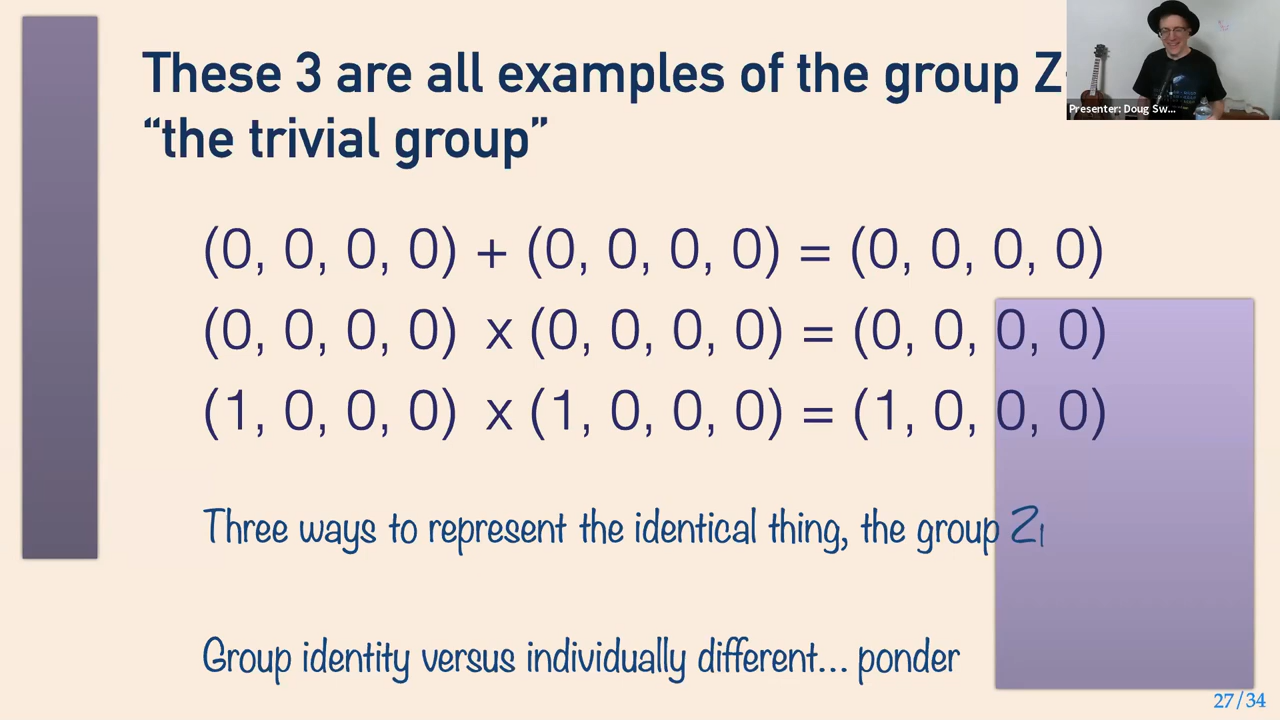 These 3 are all examples of the group Z
“the trivial group”
Presenter: Doug Sw...
(0, 0, 0, 0) + (0, 0, 0, 0) = (0, 0, 0, 0)
(0, 0, 0, 0) x (0, 0, 0, 0) = (0, 0, 0, 0)
(1, 0, 0, 0) x (1, 0, 0, 0) = (1, 0, 0, 0)
Three ways to represent the identical thing, the group Z₁
Group identity versus individually different... ponder
27/34